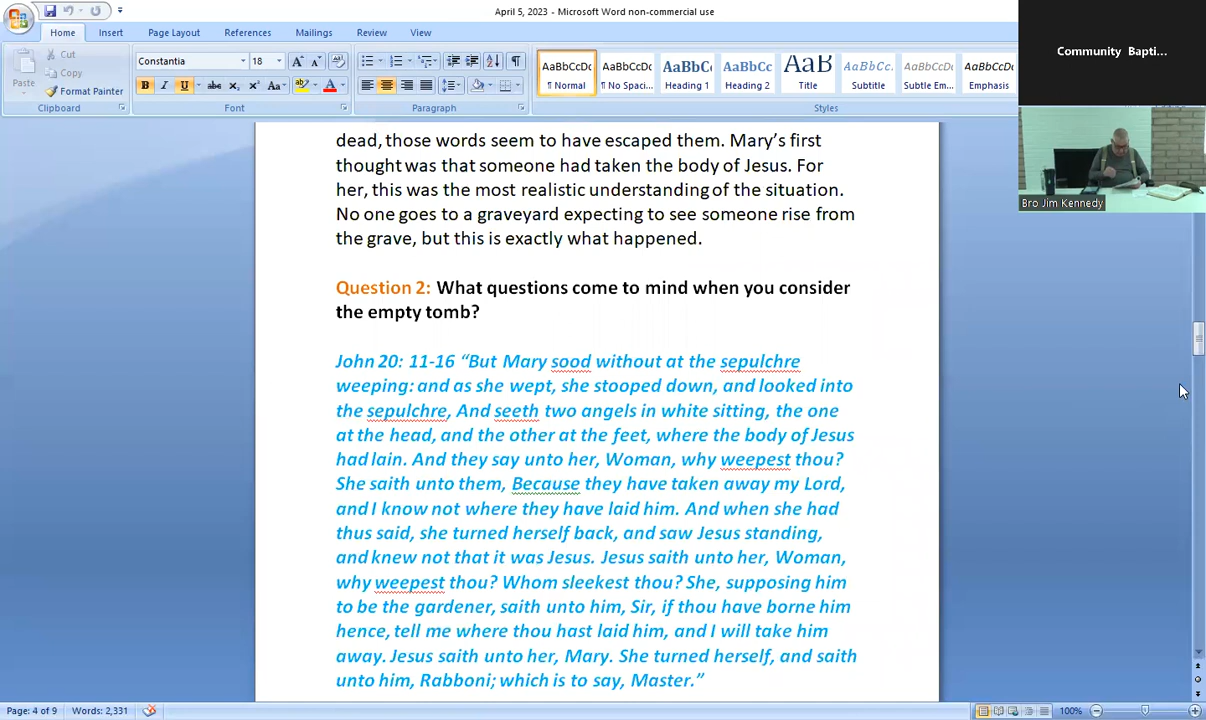 April 5, 2023 - Microsoft Word non-commercial use
Home Insert Page Layout References Mailings Review View
Paste
Cut
Copy
Format Painter
Clipboard
Constantia 18
B I U abc X₂ X² Aa
Font
Paragraph
AaBbCcDc AaBbCcDc AaBbCc AaBbCc AaB AaBbCc. AaBbCcDc AaBbCcDc
¶ Normal ¶ No Spaci... Heading 1 Heading 2 Title Subtitle Subtle Em... Emphasis
Styles
Community Bapti...
Bro Jim Kennedy
dead, those words seem to have escaped them. Mary’s first
thought was that someone had taken the body of Jesus. For
her, this was the most realistic understanding of the situation.
No one goes to a graveyard expecting to see someone rise from
the grave, but this is exactly what happened.
Question 2: What questions come to mind when you consider
the empty tomb?
John 20: 11-16 “But Mary sood without at the sepulchre
weeping: and as she wept, she stooped down, and looked into
the sepulchre, And seeth two angels in white sitting, the one
at the head, and the other at the feet, where the body of Jesus
had lain. And they say unto her, Woman, why weepest thou?
She saith unto them, Because they have taken away my Lord,
and I know not where they have laid him. And when she had
thus said, she turned herself back, and saw Jesus standing,
and knew not that it was Jesus. Jesus saith unto her, Woman,
why weepest thou? Whom sleekest thou? She, supposing him
to be the gardener, saith unto him, Sir, if thou have borne him
hence, tell me where thou hast laid him, and I will take him
away. Jesus saith unto her, Mary. She turned herself, and saith
unto him, Rabboni; which is to say, Master.”
Page: 4 of 9 Words: 2,331 100%